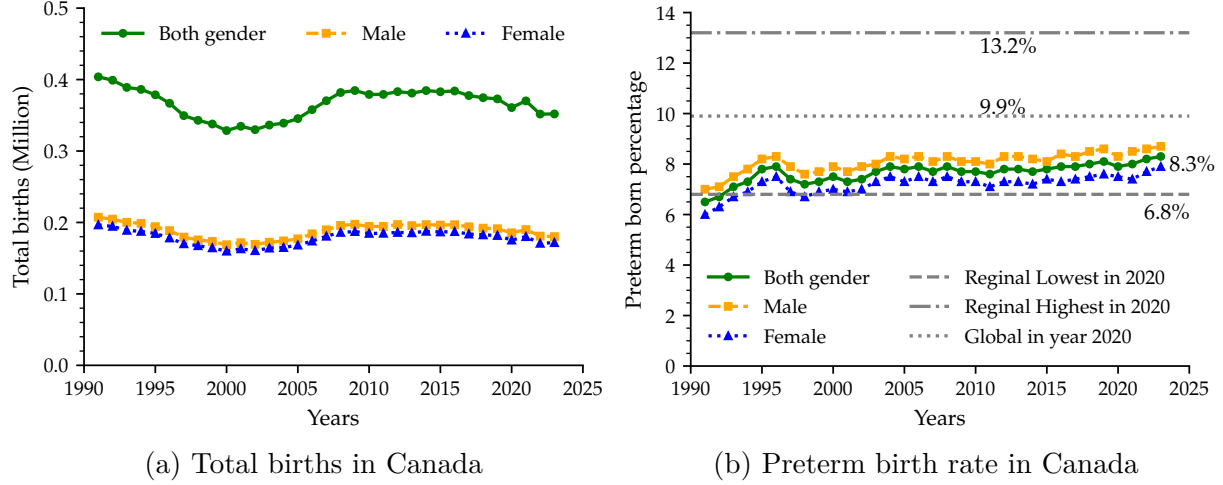 0.5
0.4
0.3
0.2
0.1
0.0
Total births (Million)
Both gender
Male
Female
1990
1995
2000
2005
2010
2015
2020
2025
Years
(a) Total births in Canada
14
12
10
8
6
4
2
0
Preterm born percentage
13.2%
9.9%
8.3%
6.8%
Both gender
Male
Female
Reginal Lowest in 2020
Reginal Highest in 2020
Global in year 2020
1990
1995
2000
2005
2010
2015
2020
2025
Years
(b) Preterm birth rate in Canada